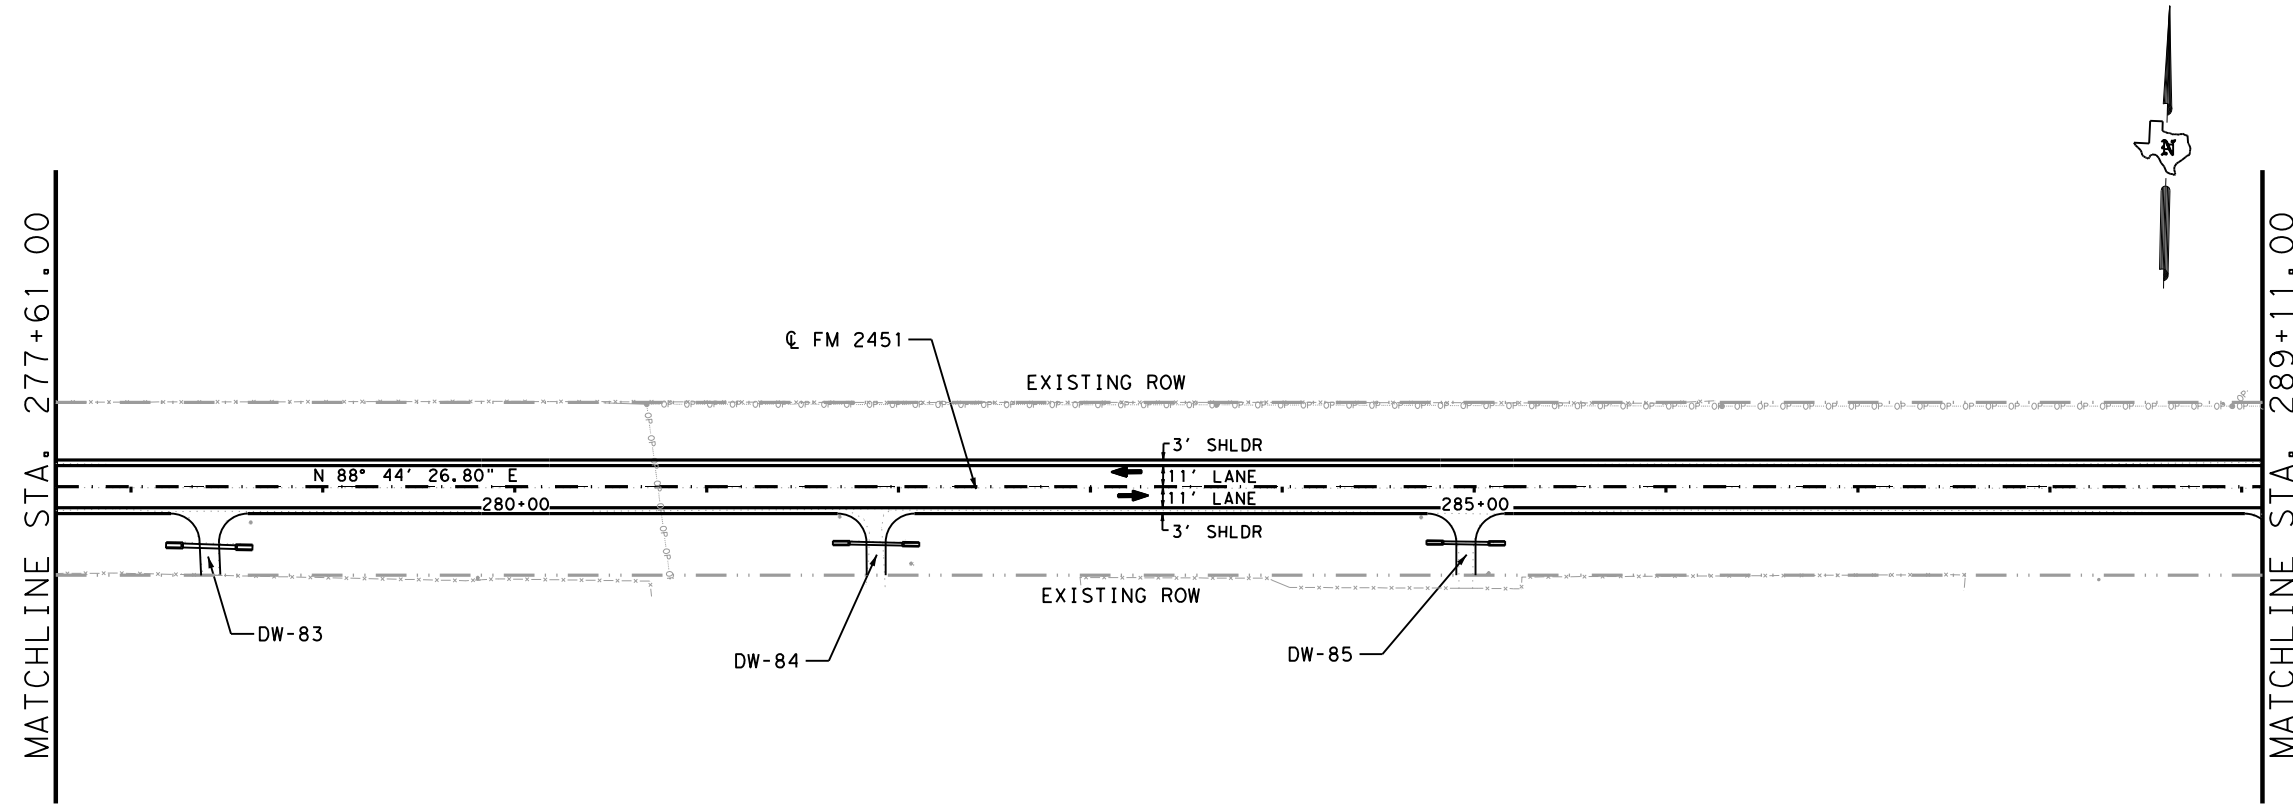 N
MATCHLINE STA. 277+61.00
MATCHLINE STA. 289+11.00
℄ FM 2451
EXISTING ROW
3' SHLDR
N 88° 44' 26.80" E
11' LANE
11' LANE
280+00
285+00
3' SHLDR
EXISTING ROW
DW-83
DW-84
DW-85